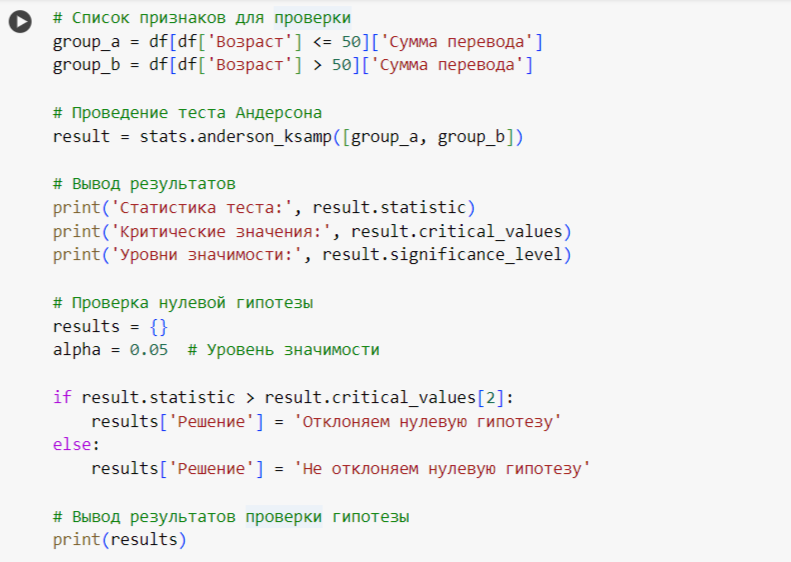 # Список признаков для проверки
group_a = df[df['Возраст'] <= 50]['Сумма перевода']
group_b = df[df['Возраст'] > 50]['Сумма перевода']
# Проведение теста Андерсона
result = stats.anderson_ksamp([group_a, group_b])
# Вывод результатов
print('Статистика теста:', result.statistic)
print('Критические значения:', result.critical_values)
print('Уровни значимости:', result.significance_level)
# Проверка нулевой гипотезы
results = {}
alpha = 0.05  # Уровень значимости
if result.statistic > result.critical_values[2]:
    results['Решение'] = 'Отклоняем нулевую гипотезу'
else:
    results['Решение'] = 'Не отклоняем нулевую гипотезу'
# Вывод результатов проверки гипотезы
print(results)